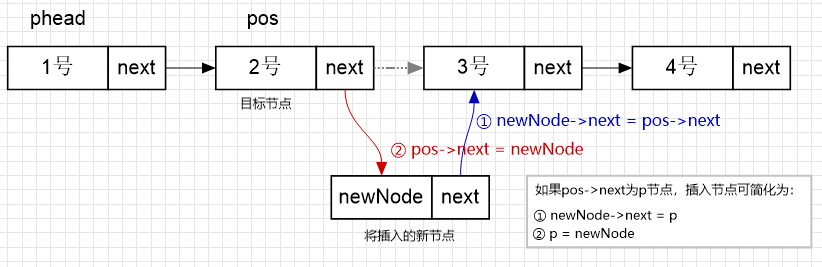 phead pos
1号 next 2号 next 3号 next 4号 next
目标节点
① newNode->next = pos->next
② pos->next = newNode
newNode next
将插入的新节点
如果pos->next为p节点，插入节点可简化为：
① newNode->next = p
② p = newNode